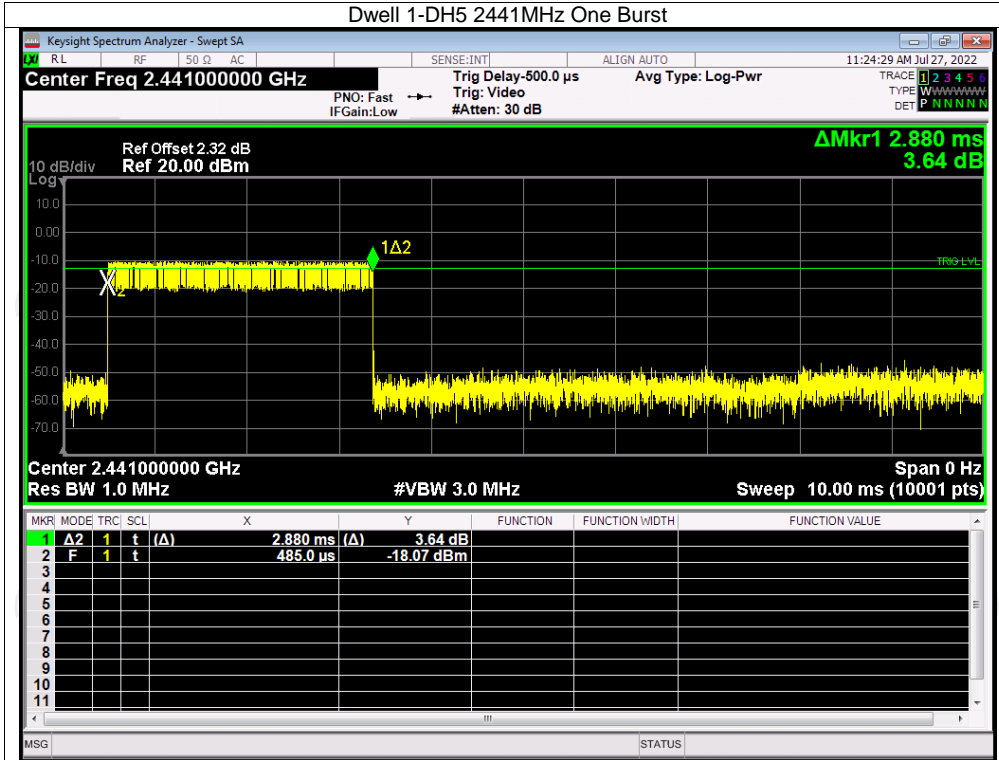 Dwell 1-DH5 2441MHz One Burst
Keysight Spectrum Analyzer - Swept SA
LXI RL RF 50 Ω AC SENSE:INT ALIGN AUTO 11:24:29 AM Jul 27, 2022
Center Freq 2.441000000 GHz Trig Delay-500.0 µs Avg Type: Log-Pwr TRACE 1 2 3 4 5 6
PNO: Fast Trig: Video TYPE WWWWWW
IFGain:Low #Atten: 30 dB DET P N N N N N
ΔMkr1 2.880 ms
Ref Offset 2.32 dB
10 dB/div Ref 20.00 dBm 3.64 dB
Log
10.0
0.00
1Δ2
-10.0
TRIG LVL
-20.0
2
-30.0
-40.0
-50.0
-60.0
-70.0
Center 2.441000000 GHz Span 0 Hz
Res BW 1.0 MHz #VBW 3.0 MHz Sweep 10.00 ms (10001 pts)
MKR MODE TRC SCL X Y FUNCTION FUNCTION WIDTH FUNCTION VALUE
1 Δ2 1 t (Δ) 2.880 ms (Δ) 3.64 dB
2 F 1 t 485.0 µs -18.07 dBm
3
4
5
6
7
8
9
10
11
MSG STATUS